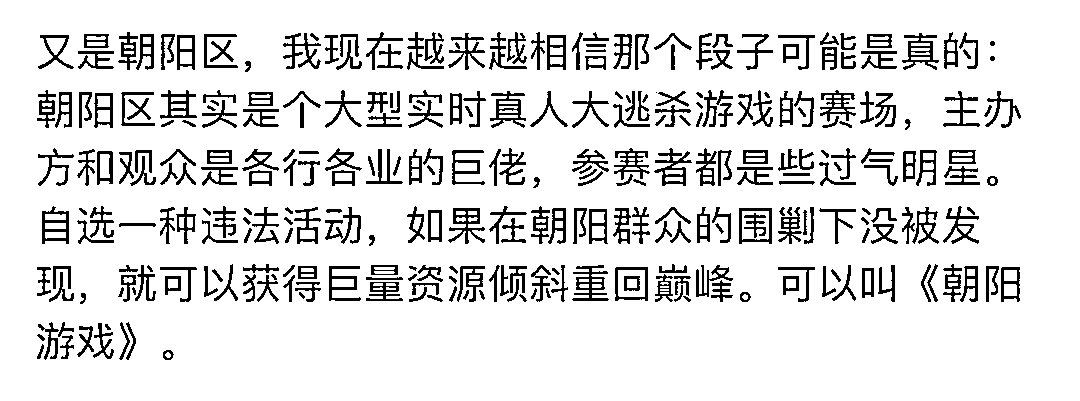 又是朝阳区，我现在越来越相信那个段子可能是真的：
朝阳区其实是个大型实时真人大逃杀游戏的赛场，主办
方和观众是各行各业的巨佬，参赛者都是些过气明星。
自选一种违法活动，如果在朝阳群众的围剿下没被发
现，就可以获得巨量资源倾斜重回巅峰。可以叫《朝阳
游戏》。